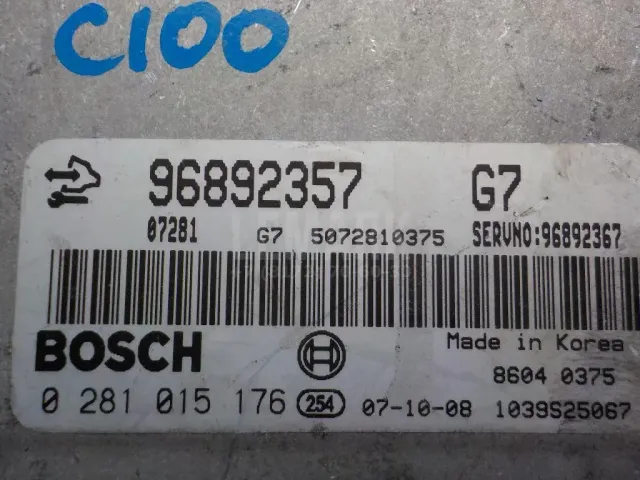 C100
96892357 G7
07281 G7 5072810375 SERVNO:96892367
BOSCH Made in Korea
8604 0375
0 281 015 176 254 07-10-08 1039S25067